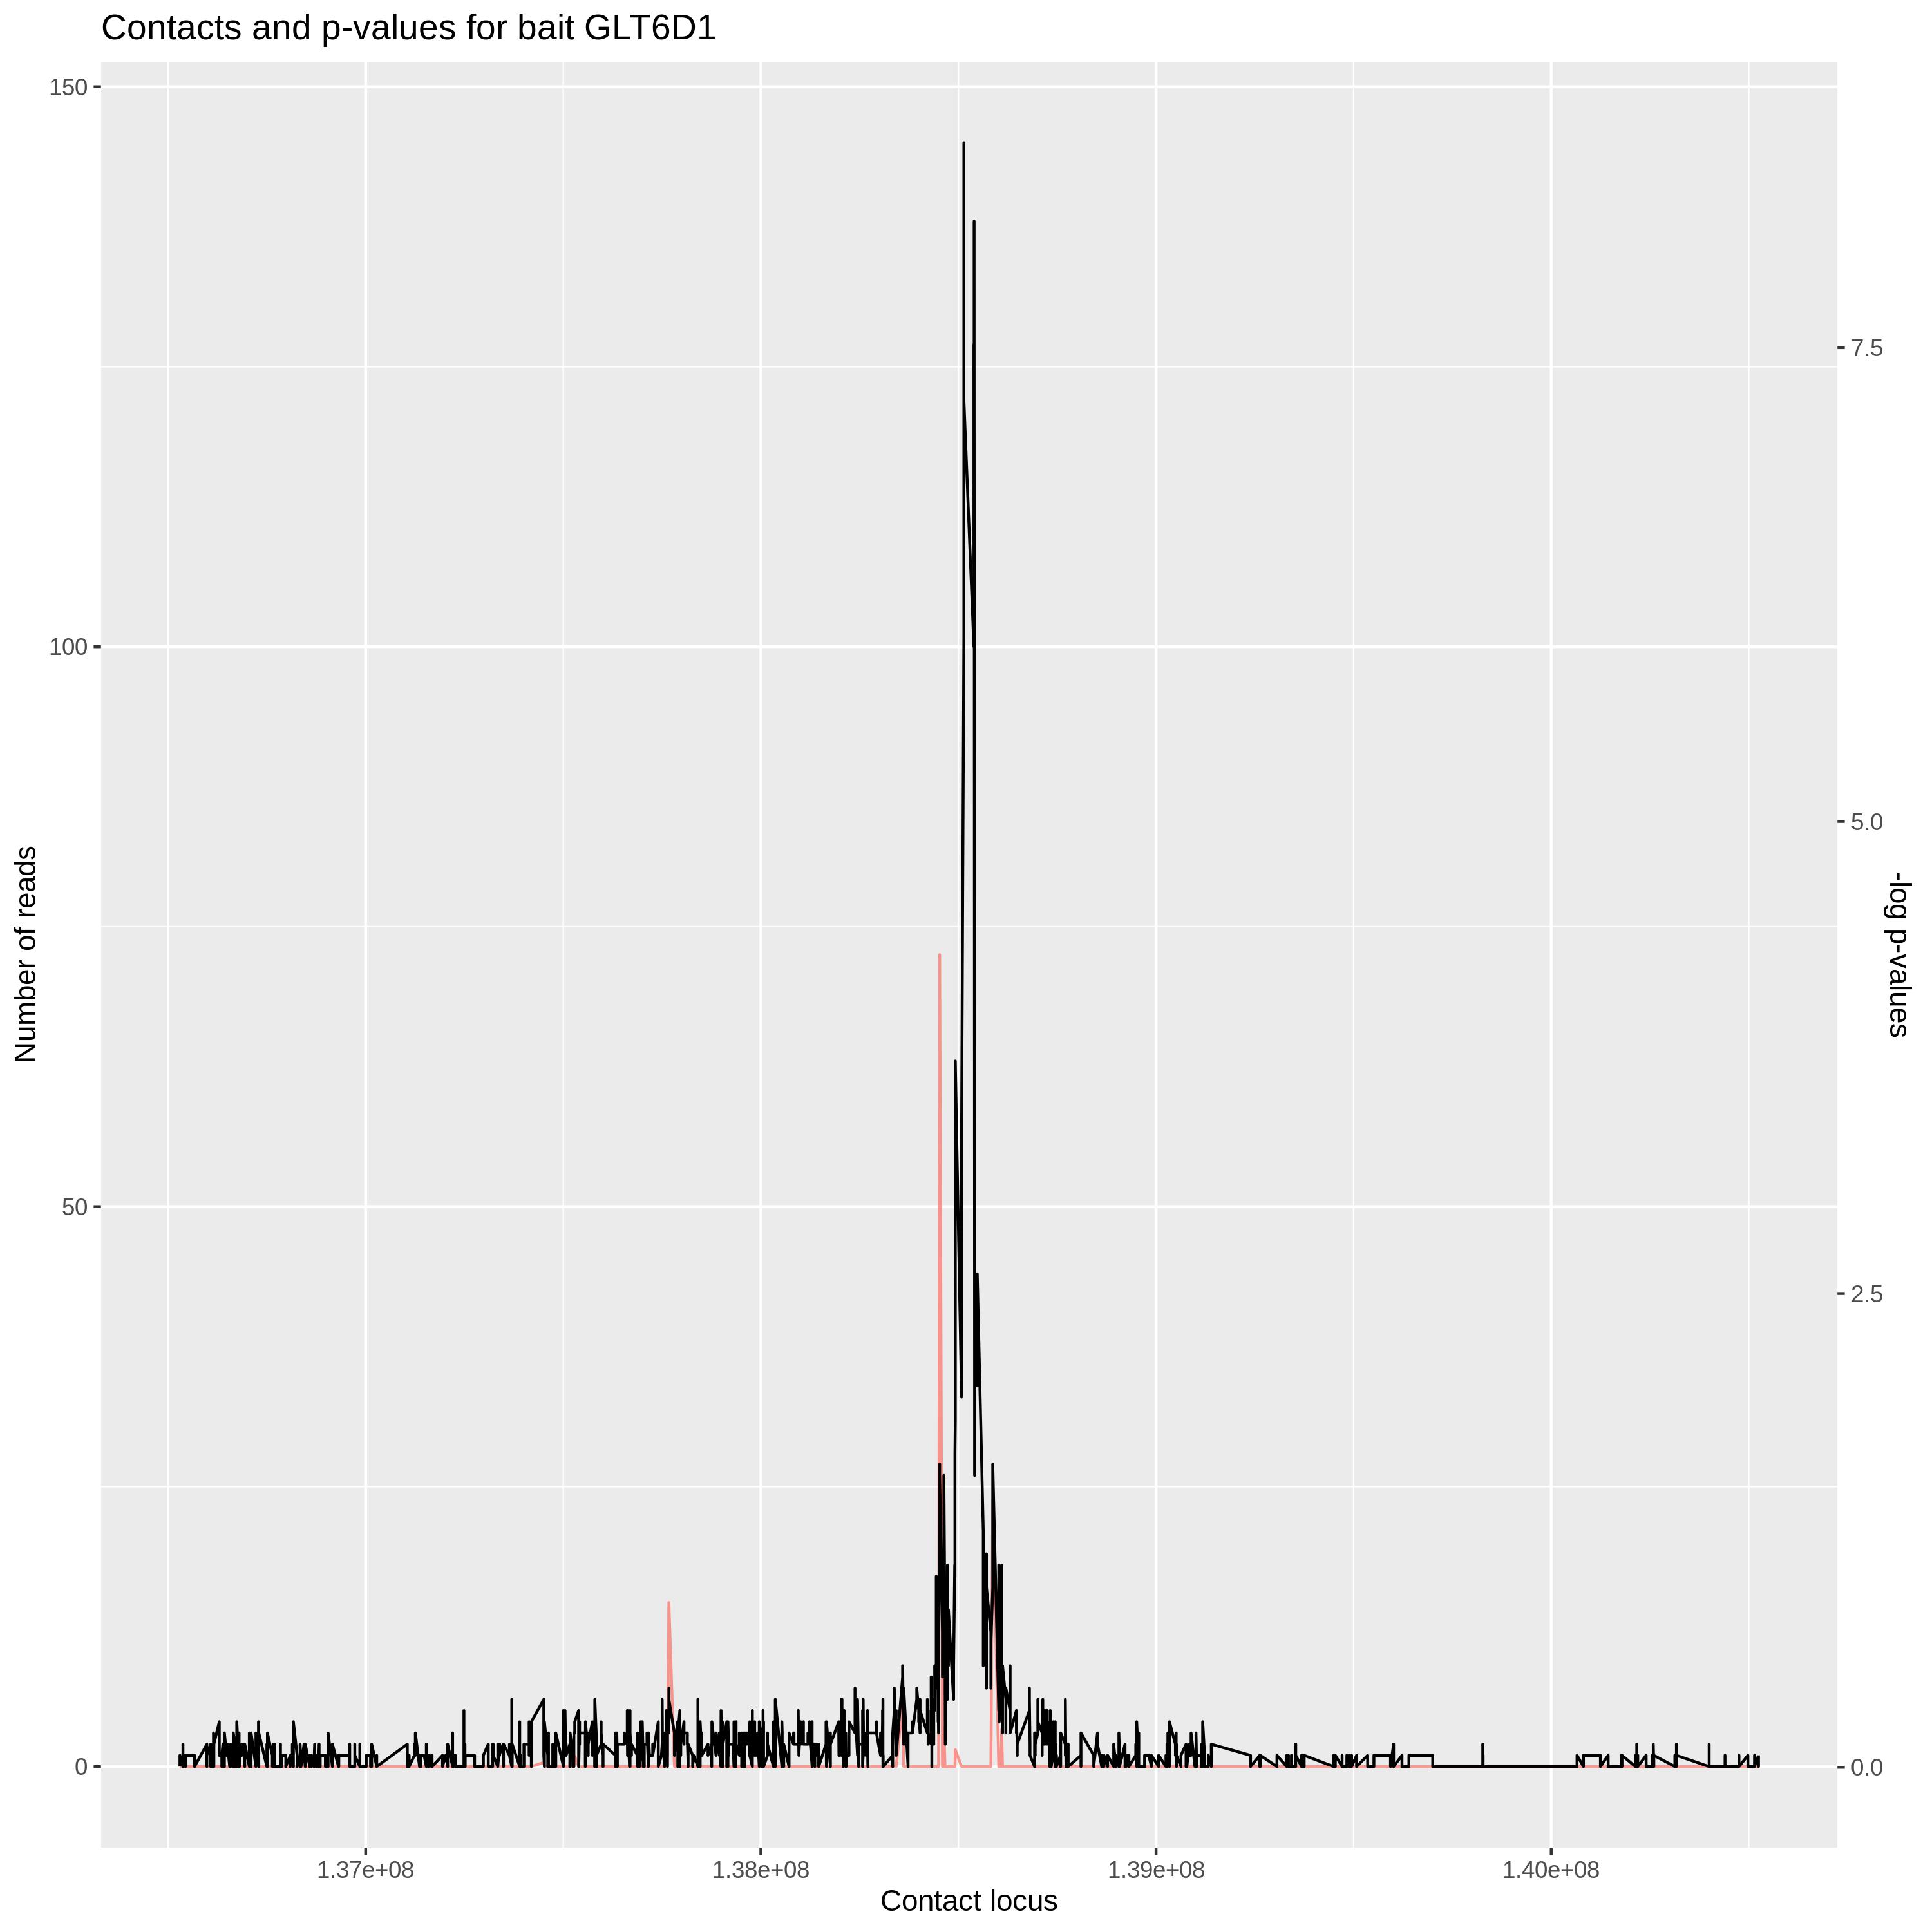 Contacts and p-values for bait GLT6D1
150
100
50
0
Number of reads
7.5
5.0
2.5
0.0
-log p-values
1.37e+08
1.38e+08
1.39e+08
1.40e+08
Contact locus